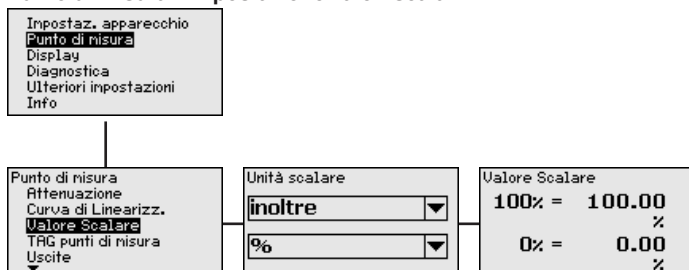 Impostaz. apparecchio
Punto di misura
Display
Diagnostica
Ulteriori impostazioni
Info
Punto di misura
Attenuazione
Curva di Linearizz.
Valore Scalare
TAG punti di misura
Uscite
Unità scalare
inoltre
%
Valore Scalare
100% = 100.00
%
0% = 0.00
%